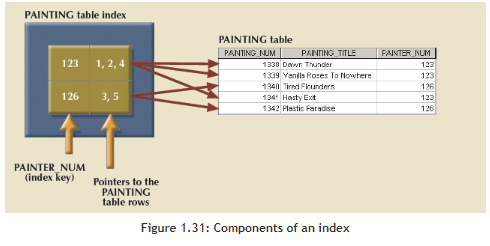 PAINTING table index
PAINTING table
PAINTING_NUM PAINTING_TITLE PAINTER_NUM
1338 Dawn Thunder 123
1339 Vanilla Roses To Nowhere 123
1340 Tired Flounders 126
1341 Hasty Exit 123
1342 Plastic Paradise 126
123 1, 2, 4
126 3, 5
PAINTER_NUM
(index key)
Pointers to the
PAINTING
table rows
Figure 1.31: Components of an index